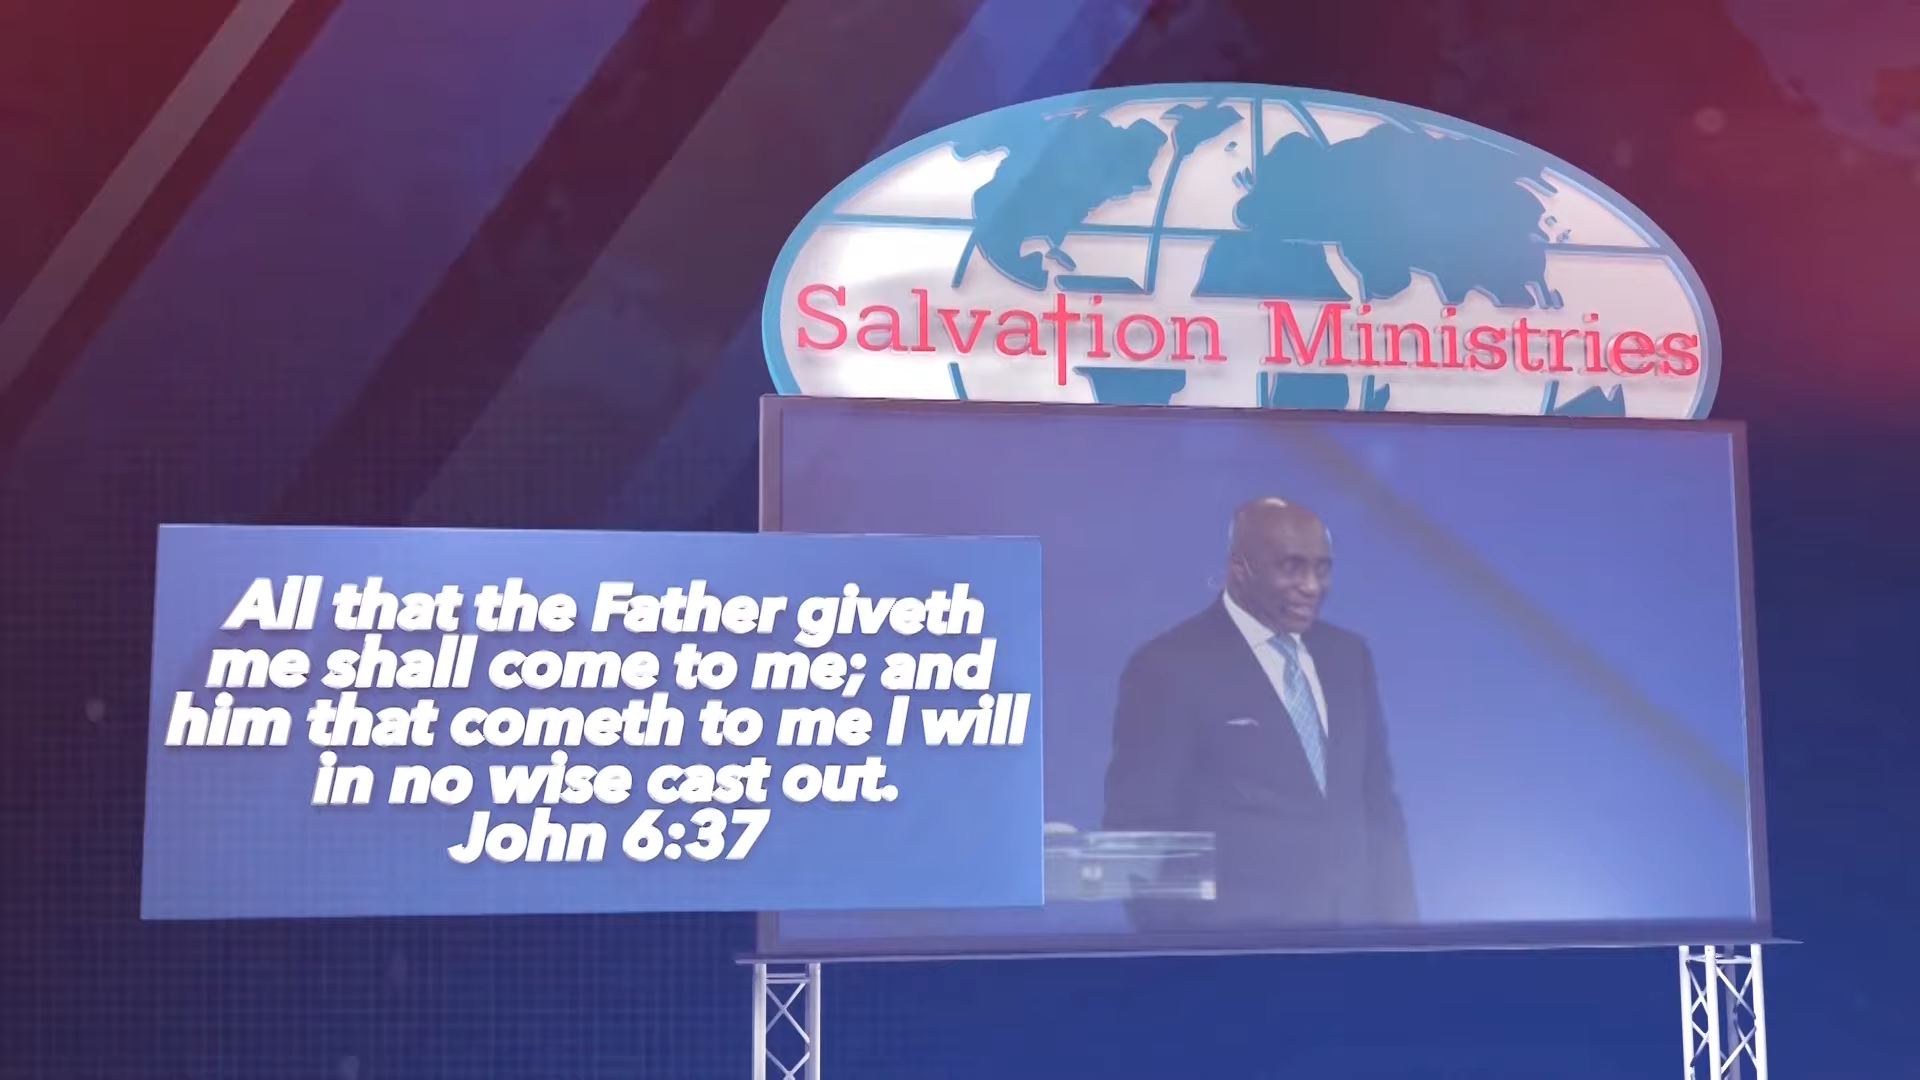 Salvation Ministries
All that the Father giveth
me shall come to me; and
him that cometh to me I will
in no wise cast out.
John 6:37